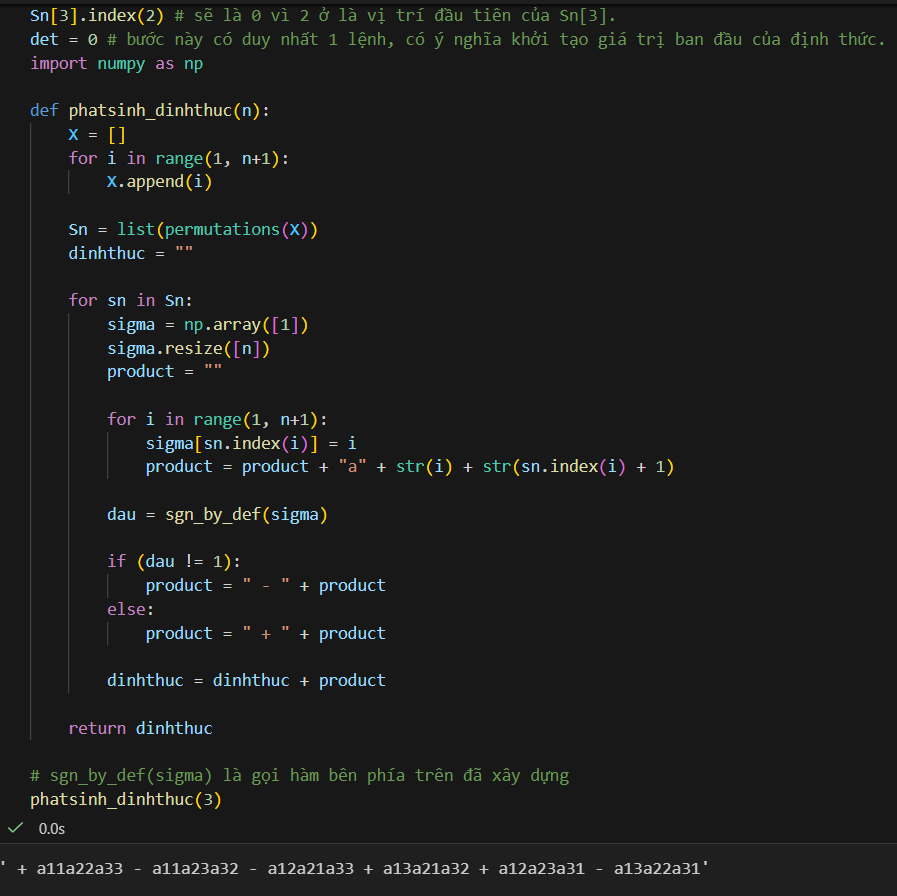 Sn[3].index(2) # sẽ là 0 vì 2 ở là vị trí đầu tiên của Sn[3].
det = 0 # bước này có duy nhất 1 lệnh, có ý nghĩa khởi tạo giá trị ban đầu của định thức.
import numpy as np

def phatsinh_dinhthuc(n):
    X = []
    for i in range(1, n+1):
        X.append(i)

    Sn = list(permutations(X))
    dinhthuc = ""

    for sn in Sn:
        sigma = np.array([1])
        sigma.resize([n])
        product = ""

        for i in range(1, n+1):
            sigma[sn.index(i)] = i
            product = product + "a" + str(i) + str(sn.index(i) + 1)

        dau = sgn_by_def(sigma)

        if (dau != 1):
            product = " - " + product
        else:
            product = " + " + product

        dinhthuc = dinhthuc + product

    return dinhthuc

# sgn_by_def(sigma) là gọi hàm bên phía trên đã xây dựng
phatsinh_dinhthuc(3)
0.0s
' + a11a22a33 - a11a23a32 - a12a21a33 + a13a21a32 + a12a23a31 - a13a22a31'